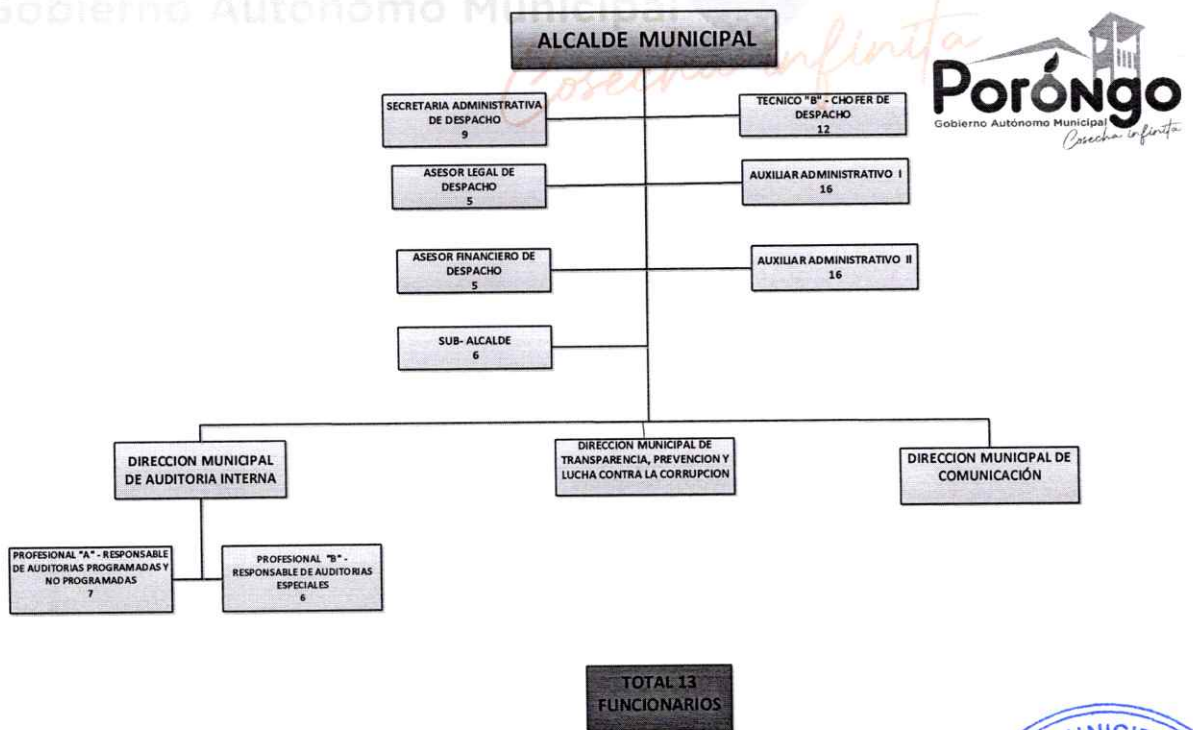 Gobierno Autónomo Municipal
Cosecha infinita
ALCALDE MUNICIPAL
Poróngo
Gobierno Autónomo Municipal
Cosecha infinita
SECRETARIA ADMINISTRATIVA
DE DESPACHO
9
TECNICO "B" - CHOFER DE
DESPACHO
12
ASESOR LEGAL DE
DESPACHO
5
AUXILIAR ADMINISTRATIVO I
16
ASESOR FINANCIERO DE
DESPACHO
5
AUXILIAR ADMINISTRATIVO II
16
SUB- ALCALDE
6
DIRECCION MUNICIPAL
DE AUDITORIA INTERNA
DIRECCION MUNICIPAL DE
TRANSPARENCIA, PREVENCION Y
LUCHA CONTRA LA CORRUPCION
DIRECCION MUNICIPAL DE
COMUNICACIÓN
PROFESIONAL "A" - RESPONSABLE
DE AUDITORIAS PROGRAMADAS Y
NO PROGRAMADAS
7
PROFESIONAL "B" -
RESPONSABLE DE AUDITORIAS
ESPECIALES
6
TOTAL 13
FUNCIONARIOS